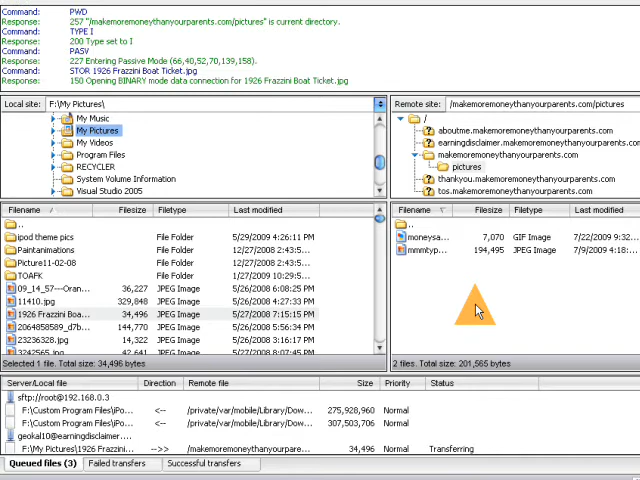 Command: PWD
Response: 257 "/makemoremoneythanyourparents.com/pictures" is current directory.
Command: TYPE I
Response: 200 Type set to I
Command: PASV
Response: 227 Entering Passive Mode (66,40,52,70,139,158).
Command: STOR 1926 Frazzini Boat Ticket.jpg
Response: 150 Opening BINARY mode data connection for 1926 Frazzini Boat Ticket.jpg
Local site: F:\My Pictures\
Remote site: /makemoremoneythanyourparents.com/pictures
My Music
My Pictures
My Videos
Program Files
RECYCLER
System Volume Information
Visual Studio 2005
/
aboutme.makemoremoneythanyourparents.com
earningdisclaimer.makemoremoneythanyourparents.com
makemoremoneythanyourparents.com
pictures
thankyou.makemoremoneythanyourparents.com
tos.makemoremoneythanyourparents.com
Filename / Filesize Filetype Last modified
..
ipod theme pics File Folder 5/29/2009 4:26:11 PM
Paintanimations File Folder 12/27/2008 2:43:5...
Picture11-02-08 File Folder 12/27/2008 2:43:5...
TOAFK File Folder 1/27/2009 10:29:5...
09_14_57---Oran... 36,227 JPEG Image 5/26/2008 6:08:25 PM
11410.jpg 329,848 JPEG Image 5/26/2008 4:27:33 PM
1926 Frazzini Boa... 34,496 JPEG Image 5/27/2008 7:15:15 PM
2064858589_d7b... 144,770 JPEG Image 5/26/2008 5:56:34 PM
23236328.jpg 14,322 JPEG Image 5/26/2008 3:16:17 PM
3242565.jpg 42,641 JPEG Image
Selected 1 file. Total size: 34,496 bytes
Filename Filesize Filetype Last modified
..
moneysa... 7,070 GIF Image 7/22/2009 9:32...
mmmtyp... 194,495 JPEG Image 7/9/2009 4:18...
2 files. Total size: 201,565 bytes
Server/Local file Direction Remote file Size Priority Status
sftp://root@192.168.0.3
F:\Custom Program Files\iPo... <-- /private/var/mobile/Library/Dow... 275,928,960 Normal
F:\Custom Program Files\iPo... <-- /private/var/mobile/Library/Dow... 307,503,706 Normal
geokal10@earningdisclaimer....
F:\My Pictures\1926 Frazzini... -->> /makemoremoneythanyourparents... 34,496 Normal Transferring
Queued files (3) Failed transfers Successful transfers